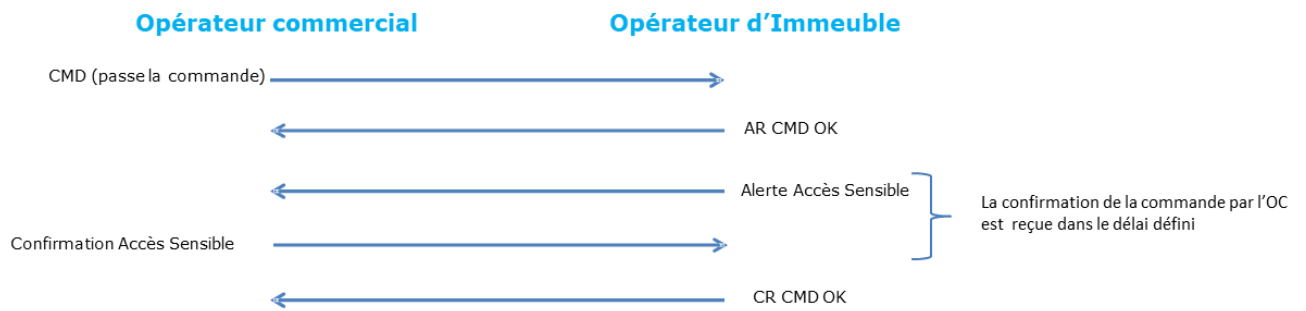 Opérateur commercial
Opérateur d'Immeuble
CMD (passe la commande)
AR CMD OK
Alerte Accès Sensible
La confirmation de la commande par l'OC
est reçue dans le délai défini
Confirmation Accès Sensible
CR CMD OK